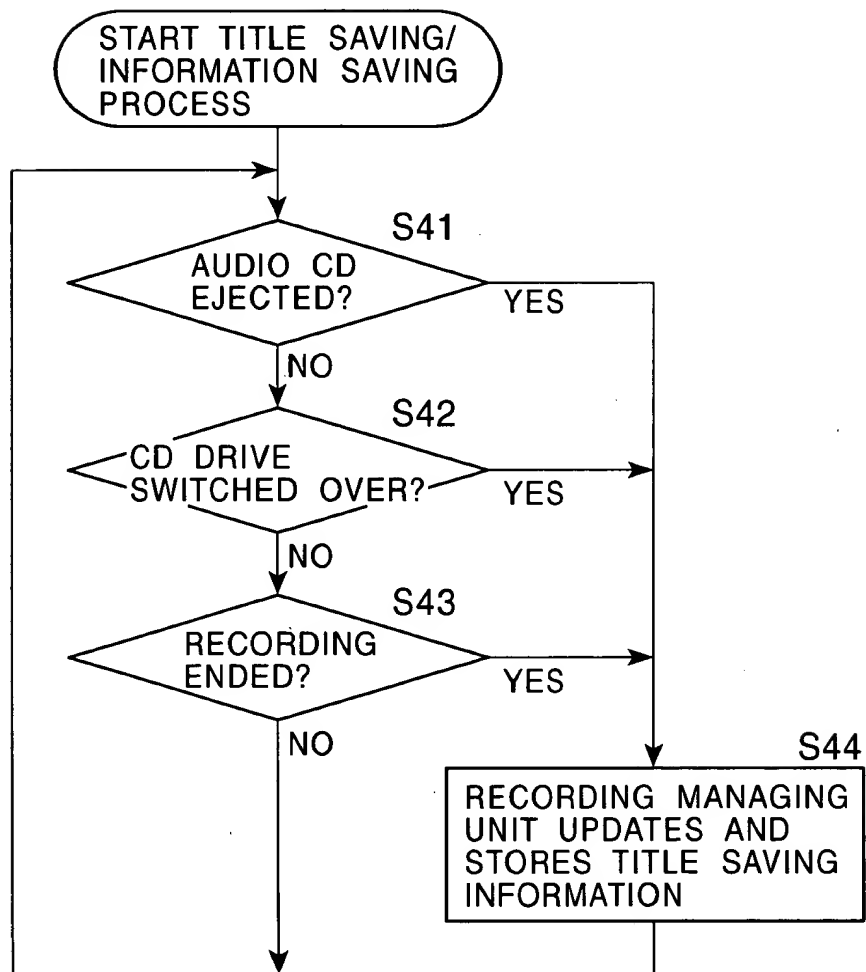 START TITLE SAVING/
INFORMATION SAVING
PROCESS
S41
AUDIO CD
EJECTED?
YES
NO
S42
CD DRIVE
SWITCHED OVER?
YES
NO
S43
RECORDING
ENDED?
YES
NO
S44
RECORDING MANAGING
UNIT UPDATES AND
STORES TITLE SAVING
INFORMATION